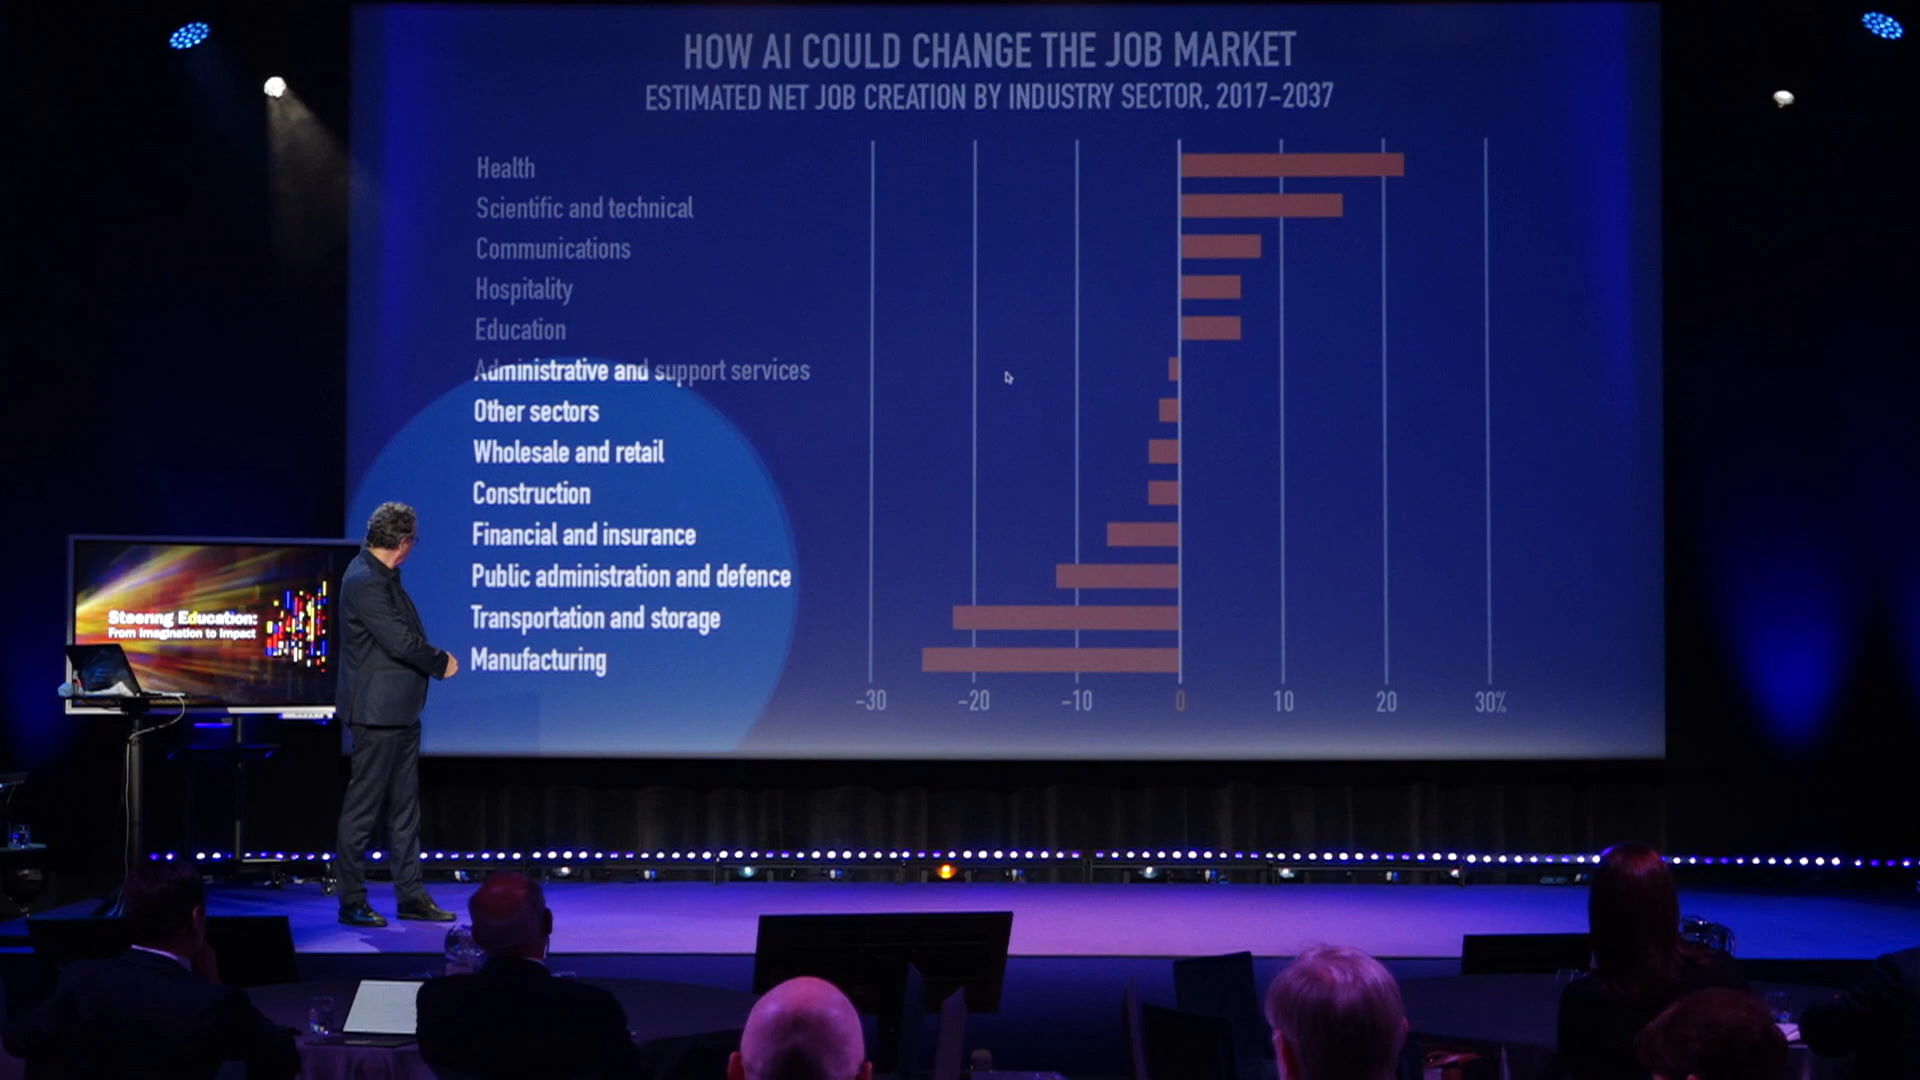 HOW AI COULD CHANGE THE JOB MARKET
ESTIMATED NET JOB CREATION BY INDUSTRY SECTOR, 2017-2037
Health
Scientific and technical
Communications
Hospitality
Education
Administrative and support services
Other sectors
Wholesale and retail
Construction
Financial and insurance
Public administration and defence
Transportation and storage
Manufacturing
-30 -20 -10 0 10 20 30%
Steering Education:
From Imagination to Impact